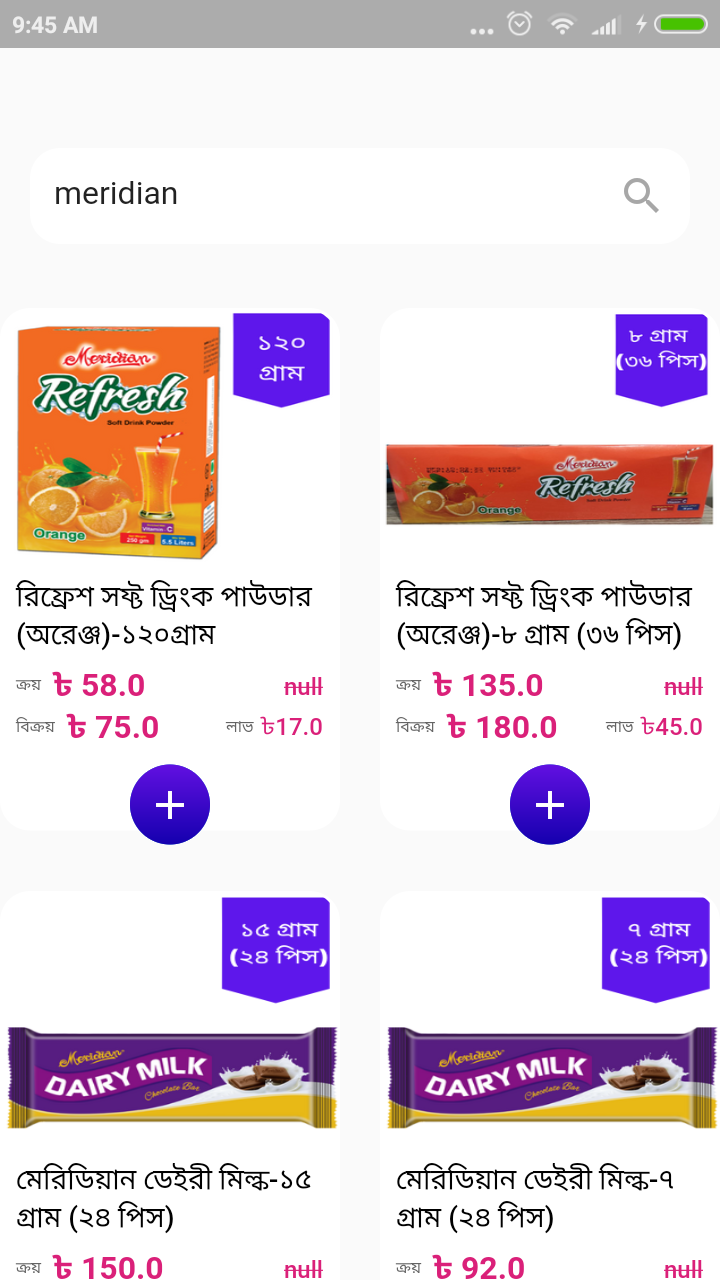 9:45 AM
meridian
১২০
গ্রাম
Meridian
Refresh
Soft Drink Powder
Orange
Vitamin-C
250 gm
6.5 Liters
রিফ্রেশ সফ্ট ড্রিংক পাউডার
(অরেঞ্জ)-১২০গ্রাম
ক্রয় ৳ 58.0 null
বিক্রয় ৳ 75.0 লাভ ৳17.0
৮ গ্রাম
(৩৬ পিস)
Meridian
Refresh
Soft Drink Powder
Orange
রিফ্রেশ সফ্ট ড্রিংক পাউডার
(অরেঞ্জ)-৮ গ্রাম (৩৬ পিস)
ক্রয় ৳ 135.0 null
বিক্রয় ৳ 180.0 লাভ ৳45.0
১৫ গ্রাম
(২৪ পিস)
Meridian
DAIRY MILK
Chocolate Bar
মেরিডিয়ান ডেইরী মিল্ক-১৫
গ্রাম (২৪ পিস)
ক্রয় ৳ 150.0 null
৭ গ্রাম
(২৪ পিস)
Meridian
DAIRY MILK
Chocolate Bar
মেরিডিয়ান ডেইরী মিল্ক-৭
গ্রাম (২৪ পিস)
ক্রয় ৳ 92.0 null